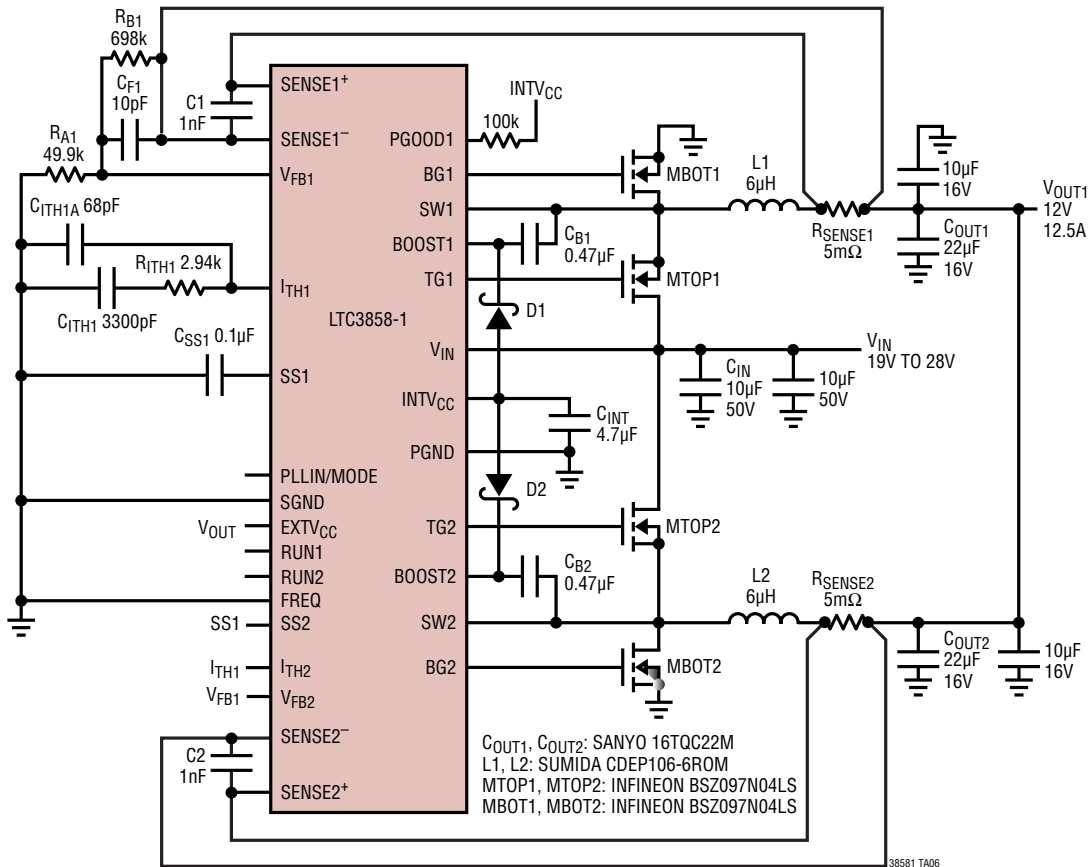 RB1
698k
CF1
10pF
C1
1nF
RA1
49.9k
CITH1A 68pF
RITH1 2.94k
CITH1 3300pF
CSS1 0.1µF
VOUT
SS1
ITH1
VFB1
C2
1nF
SENSE1+
SENSE1–
VFB1
ITH1
SS1
PLLIN/MODE
SGND
EXTVCC
RUN1
RUN2
FREQ
SS2
ITH2
VFB2
SENSE2–
SENSE2+
LTC3858-1
PGOOD1
BG1
SW1
BOOST1
TG1
VIN
INTVCC
PGND
TG2
BOOST2
SW2
BG2
INTVCC
100k
MBOT1
L1
6µH
CB1
0.47µF
MTOP1
D1
RSENSE1
5mΩ
10µF
16V
COUT1
22µF
16V
VOUT1
12V
12.5A
VIN
19V TO 28V
CIN
10µF
50V
10µF
50V
CINT
4.7µF
D2
MTOP2
CB2
0.47µF
L2
6µH
RSENSE2
5mΩ
MBOT2
COUT2
22µF
16V
10µF
16V
COUT1, COUT2: SANYO 16TQC22M
L1, L2: SUMIDA CDEP106-6ROM
MTOP1, MTOP2: INFINEON BSZ097N04LS
MBOT1, MBOT2: INFINEON BSZ097N04LS
38581 TA06